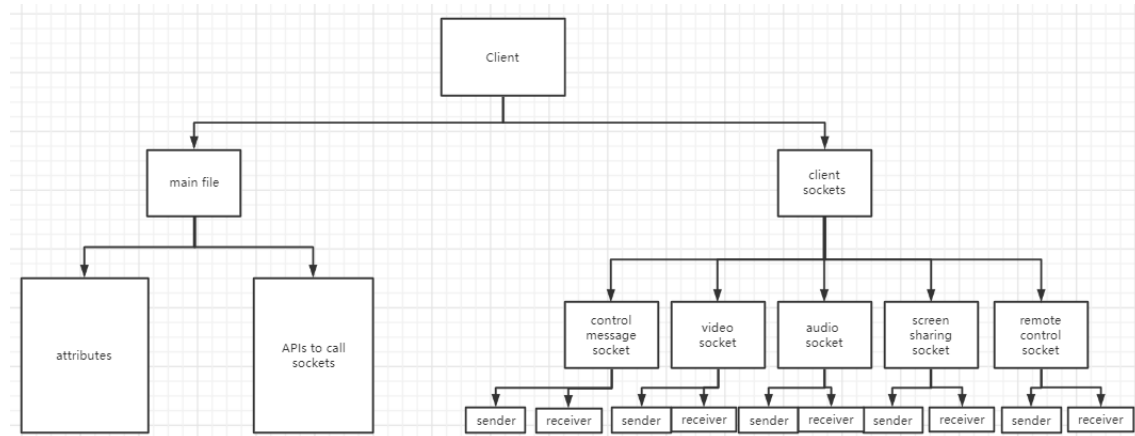 Client
main file
client
sockets
attributes
APIs to call
sockets
control
message
socket
video
socket
audio
socket
screen
sharing
socket
remote
control
socket
sender
receiver
sender
receiver
sender
receiver
sender
receiver
sender
receiver